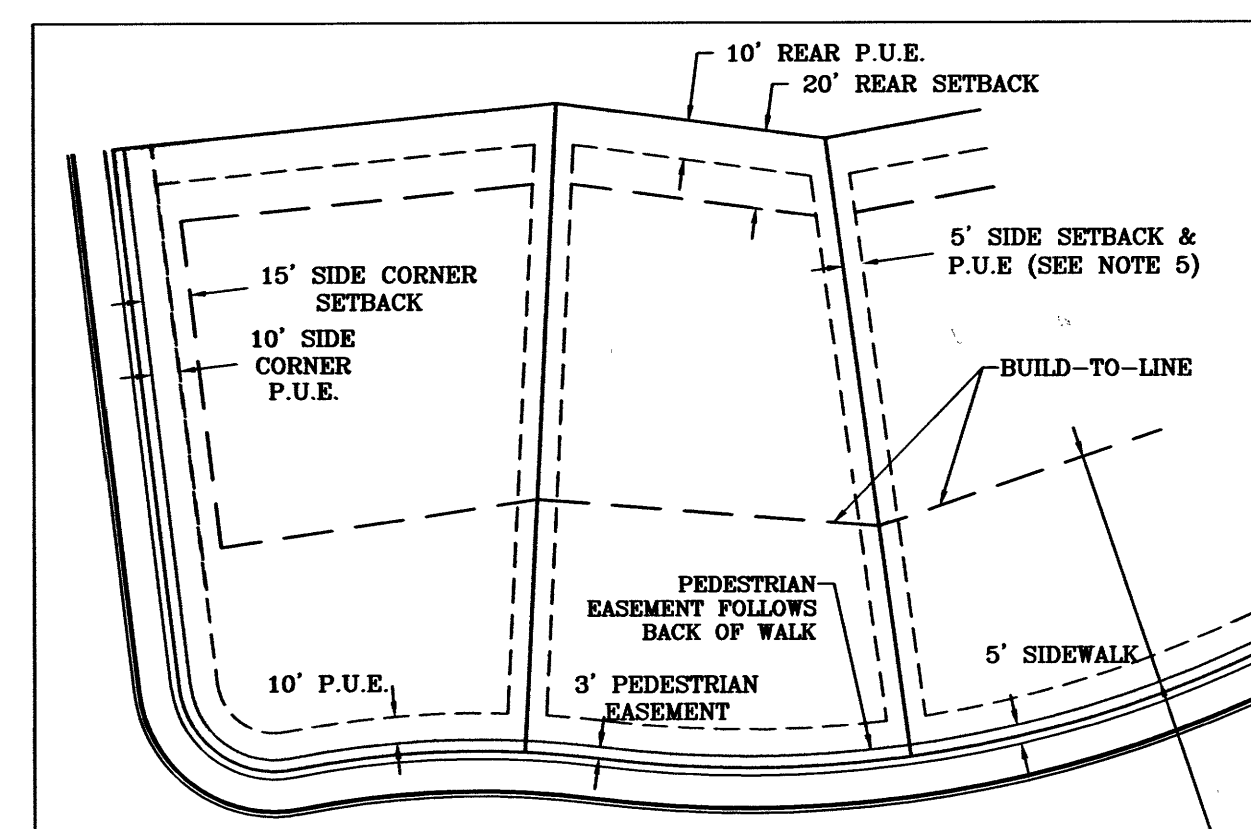 10' REAR P.U.E.
20' REAR SETBACK
5' SIDE SETBACK &
P.U.E (SEE NOTE 5)
15' SIDE CORNER
SETBACK
10' SIDE
CORNER
P.U.E.
BUILD-TO-LINE
PEDESTRIAN
EASEMENT FOLLOWS
BACK OF WALK
5' SIDEWALK
10' P.U.E.
3' PEDESTRIAN
EASEMENT